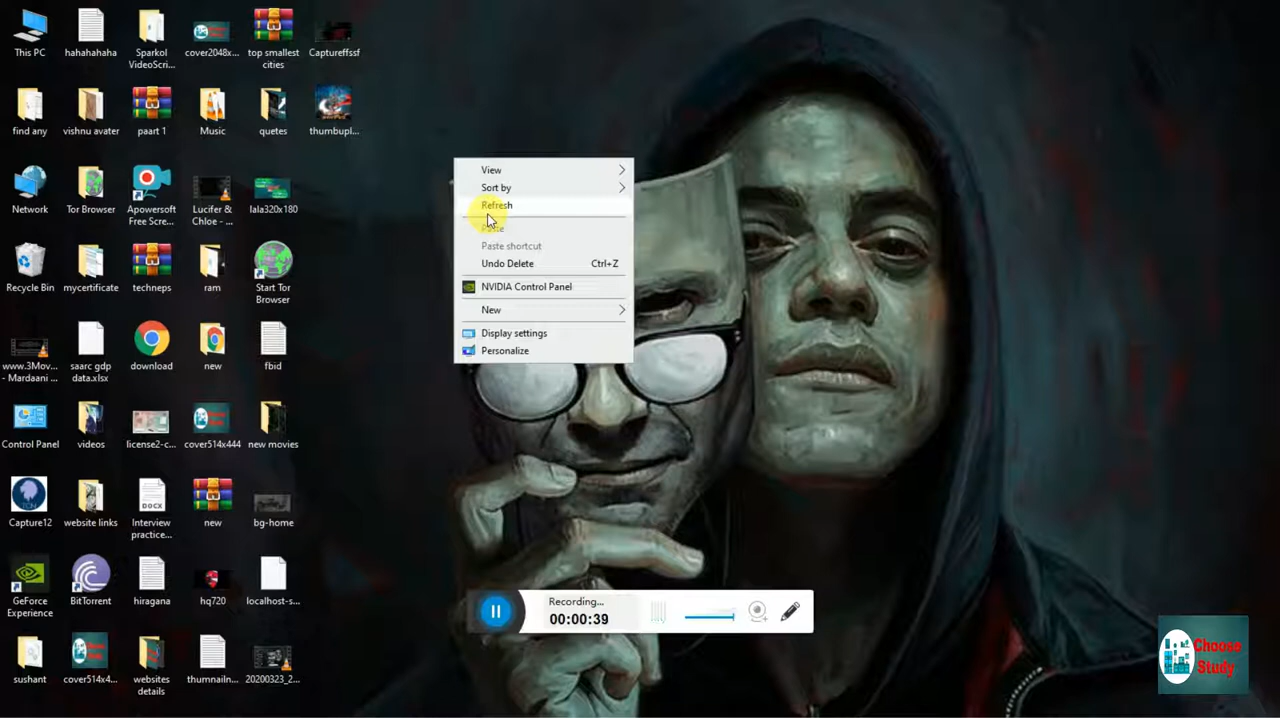 This PC
hahahahaha
Sparkol
VideoScri...
cover2048x...
top smallest
cities
Captureffssf
find any
vishnu avater
paart 1
Music
quetes
thumbupl...
Network
Tor Browser
Apowersoft
Free Scre...
Lucifer &
Chloe - ...
lala320x180
Recycle Bin
mycertificate
techneps
ram
Start Tor
Browser
www.3Mov...
- Mardaani ...
saarc gdp
data.xlsx
download
new
fbid
Control Panel
videos
license2-c...
cover514x444
new movies
Capture12
website links
DOCX
Interview
practice...
new
bg-home
GeForce
Experience
BitTorrent
hiragana
hq720
localhost-s...
sushant
cover514x4...
websites
details
thumnailn...
20200323_2...
View
Sort by
Refresh
Paste shortcut
Undo Delete Ctrl+Z
NVIDIA Control Panel
New
Display settings
Personalize
Recording...
00:00:39
Choose
Study